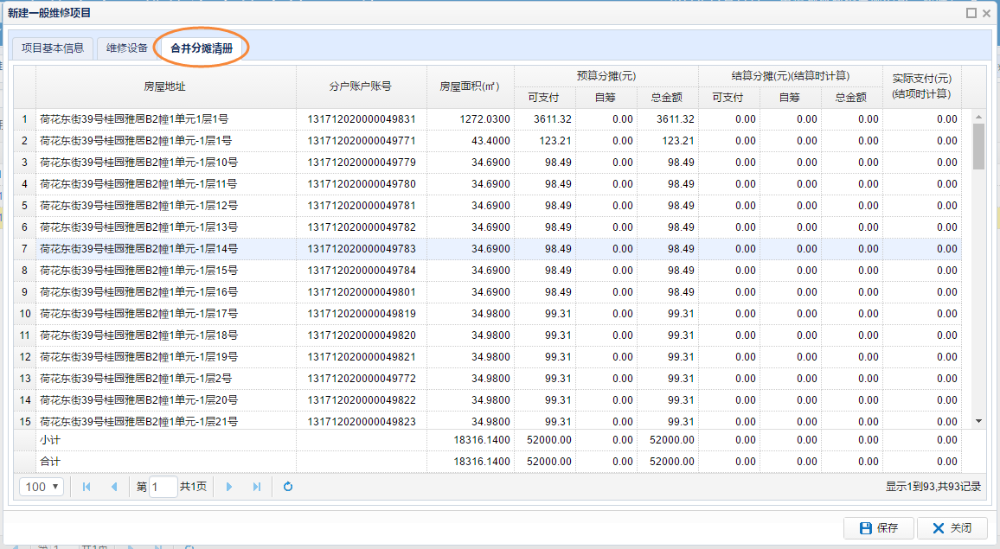 新建一般维修项目
项目基本信息 维修设备 合并分摊清册
房屋地址 分户账户账号 房屋面积(㎡) 预算分摊(元) 结算分摊(元)(结算时计算) 实际支付(元)
(结项时计算)
可支付 自筹 总金额 可支付 自筹 总金额
1 荷花东街39号桂园雅居B2幢1单元1层1号 131712020000049831 1272.0300 3611.32 0.00 3611.32 0.00 0.00 0.00 0.00
2 荷花东街39号桂园雅居B2幢1单元-1层1号 131712020000049771 43.4000 123.21 0.00 123.21 0.00 0.00 0.00 0.00
3 荷花东街39号桂园雅居B2幢1单元-1层10号 131712020000049779 34.6900 98.49 0.00 98.49 0.00 0.00 0.00 0.00
4 荷花东街39号桂园雅居B2幢1单元-1层11号 131712020000049780 34.6900 98.49 0.00 98.49 0.00 0.00 0.00 0.00
5 荷花东街39号桂园雅居B2幢1单元-1层12号 131712020000049781 34.6900 98.49 0.00 98.49 0.00 0.00 0.00 0.00
6 荷花东街39号桂园雅居B2幢1单元-1层13号 131712020000049782 34.6900 98.49 0.00 98.49 0.00 0.00 0.00 0.00
7 荷花东街39号桂园雅居B2幢1单元-1层14号 131712020000049783 34.6900 98.49 0.00 98.49 0.00 0.00 0.00 0.00
8 荷花东街39号桂园雅居B2幢1单元-1层15号 131712020000049784 34.6900 98.49 0.00 98.49 0.00 0.00 0.00 0.00
9 荷花东街39号桂园雅居B2幢1单元-1层16号 131712020000049801 34.6900 98.49 0.00 98.49 0.00 0.00 0.00 0.00
10 荷花东街39号桂园雅居B2幢1单元-1层17号 131712020000049819 34.9800 99.31 0.00 99.31 0.00 0.00 0.00 0.00
11 荷花东街39号桂园雅居B2幢1单元-1层18号 131712020000049820 34.9800 99.31 0.00 99.31 0.00 0.00 0.00 0.00
12 荷花东街39号桂园雅居B2幢1单元-1层19号 131712020000049821 34.9800 99.31 0.00 99.31 0.00 0.00 0.00 0.00
13 荷花东街39号桂园雅居B2幢1单元-1层2号 131712020000049772 34.9800 99.31 0.00 99.31 0.00 0.00 0.00 0.00
14 荷花东街39号桂园雅居B2幢1单元-1层20号 131712020000049822 34.9800 99.31 0.00 99.31 0.00 0.00 0.00 0.00
15 荷花东街39号桂园雅居B2幢1单元-1层21号 131712020000049823 34.9800 99.31 0.00 99.31 0.00 0.00 0.00 0.00
小计 18316.1400 52000.00 0.00 52000.00 0.00 0.00 0.00 0.00
合计 18316.1400 52000.00 0.00 52000.00 0.00 0.00 0.00 0.00
100 第 1 共1页 显示1到93,共93记录
保存 关闭